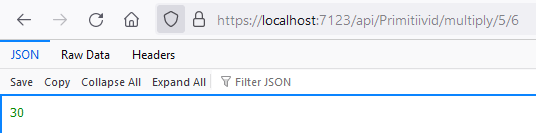 https://localhost:7123/api/Primitiivid/multiply/5/6
JSON Raw Data Headers
Save Copy Collapse All Expand All Filter JSON
30